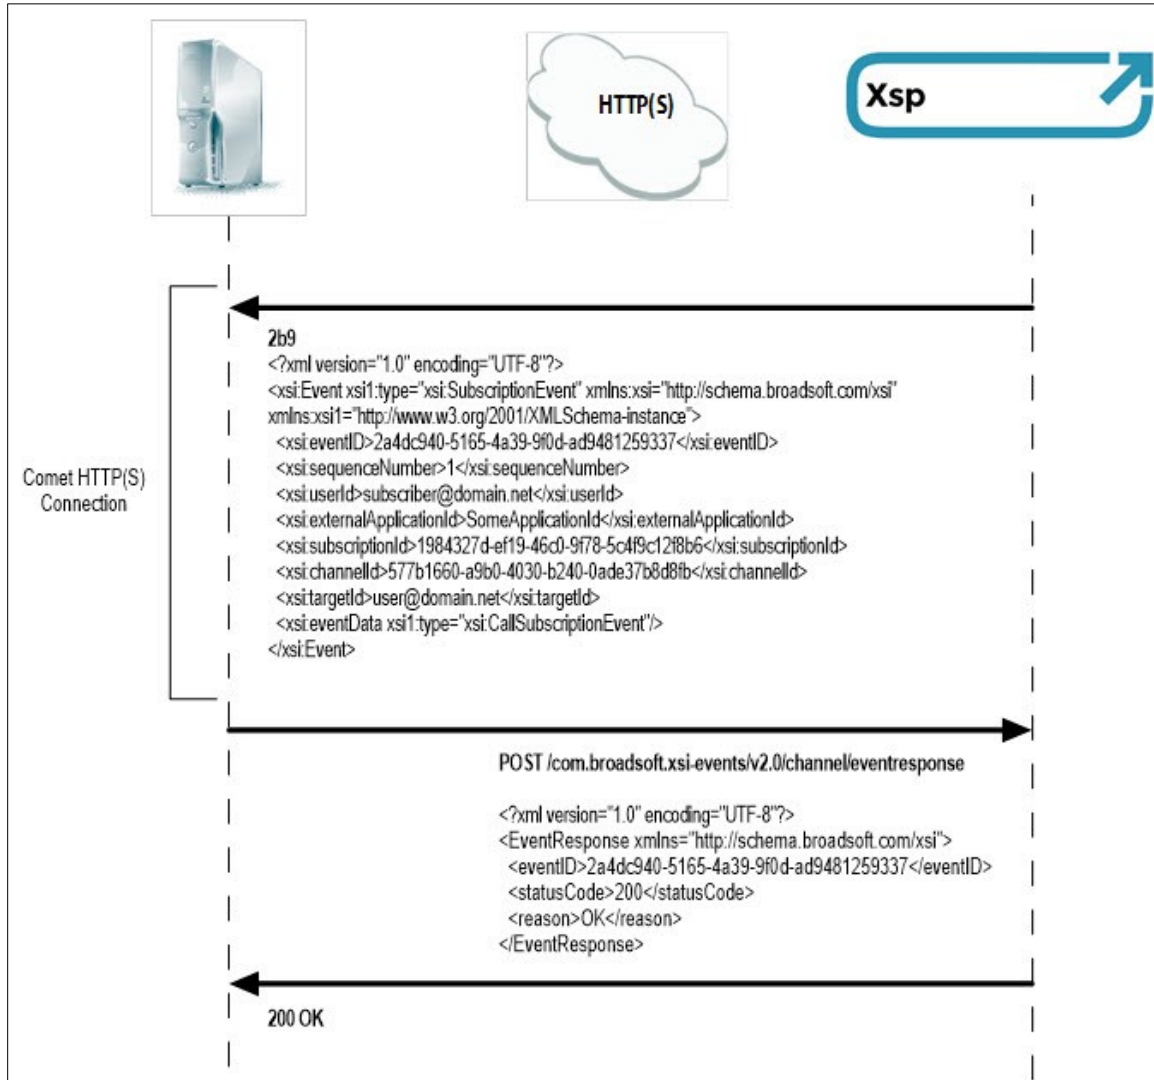 HTTP(S)
Xsp
2b9
<?xml version="1.0" encoding="UTF-8"?>
<xsi:Event xsi1:type="xsi:SubscriptionEvent" xmlns:xsi="http://schema.broadsoft.com/xsi"
xmlns:xsi1="http://www.w3.org/2001/XMLSchema-instance">
<xsi:eventID>2a4dc940-5165-4a39-9f0d-ad9481259337</xsi:eventID>
<xsi:sequenceNumber>1</xsi:sequenceNumber>
<xsi:userId>subscriber@domain.net</xsi:userId>
<xsi:externalApplicationId>SomeApplicationId</xsi:externalApplicationId>
<xsi:subscriptionId>1984327d-ef19-46c0-9f78-5c4f9c12f8b6</xsi:subscriptionId>
<xsi:channelId>577b1660-a9b0-4030-b240-0ade37b8d8fb</xsi:channelId>
<xsi:targetId>user@domain.net</xsi:targetId>
<xsi:eventData xsi1:type="xsi:CallSubscriptionEvent"/>
</xsi:Event>
Comet HTTP(S)
Connection
POST /com.broadsoft.xsi-events/v2.0/channel/eventresponse
<?xml version="1.0" encoding="UTF-8"?>
<EventResponse xmlns="http://schema.broadsoft.com/xsi">
<eventID>2a4dc940-5165-4a39-9f0d-ad9481259337</eventID>
<statusCode>200</statusCode>
<reason>OK</reason>
</EventResponse>
200 OK